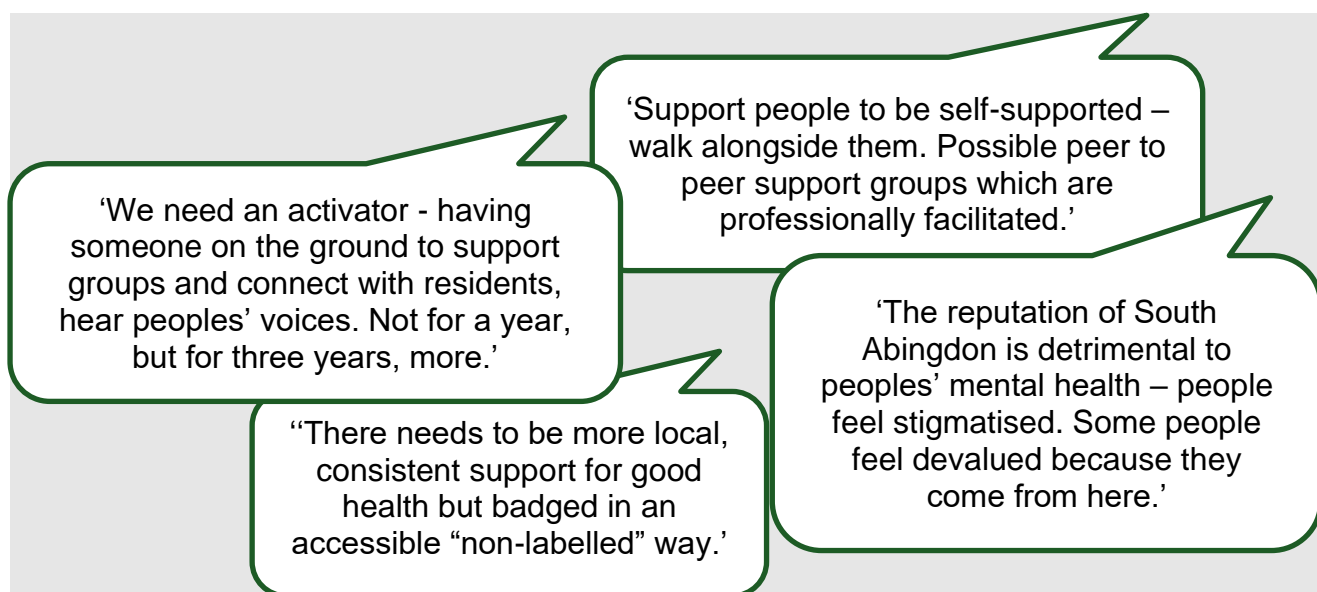 ‘Support people to be self-supported –
walk alongside them. Possible peer to
peer support groups which are
professionally facilitated.’
‘We need an activator - having
someone on the ground to support
groups and connect with residents,
hear peoples’ voices. Not for a year,
but for three years, more.’
‘The reputation of South
Abingdon is detrimental to
peoples’ mental health – people
feel stigmatised. Some people
feel devalued because they
come from here.’
‘‘There needs to be more local,
consistent support for good
health but badged in an
accessible “non-labelled” way.’